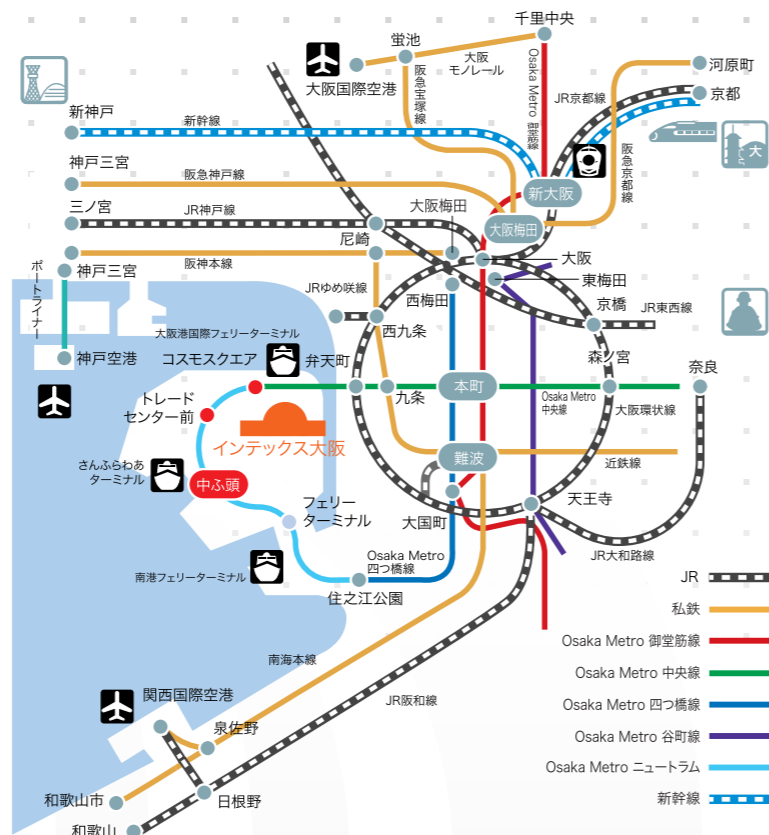 千里中央
蛍池
大阪
モノレール
大阪国際空港
阪急宝塚線
Osaka Metro 御堂筋線
河原町
JR京都線
京都
阪急京都線
大
新神戸
新幹線
神戸三宮
阪急神戸線
新大阪
三ノ宮
JR神戸線
尼崎
大阪梅田
大阪梅田
阪神本線
大阪
ポートライナー
神戸三宮
JRゆめ咲線
西梅田
東梅田
京橋
JR東西線
大阪港国際フェリーターミナル
西九条
神戸空港
コスモスクエア
弁天町
森ノ宮
奈良
トレード
センター前
九条
本町
Osaka Metro
中央線
大阪環状線
インテックス大阪
難波
近鉄線
さんふらわあ
ターミナル
中ふ頭
フェリー
ターミナル
大国町
天王寺
Osaka Metro
四つ橋線
JR大和路線
南港フェリーターミナル
住之江公園
JR
私鉄
Osaka Metro 御堂筋線
Osaka Metro 中央線
Osaka Metro 四つ橋線
Osaka Metro 谷町線
Osaka Metro ニュートラム
新幹線
南海本線
関西国際空港
JR阪和線
泉佐野
和歌山市
日根野
和歌山